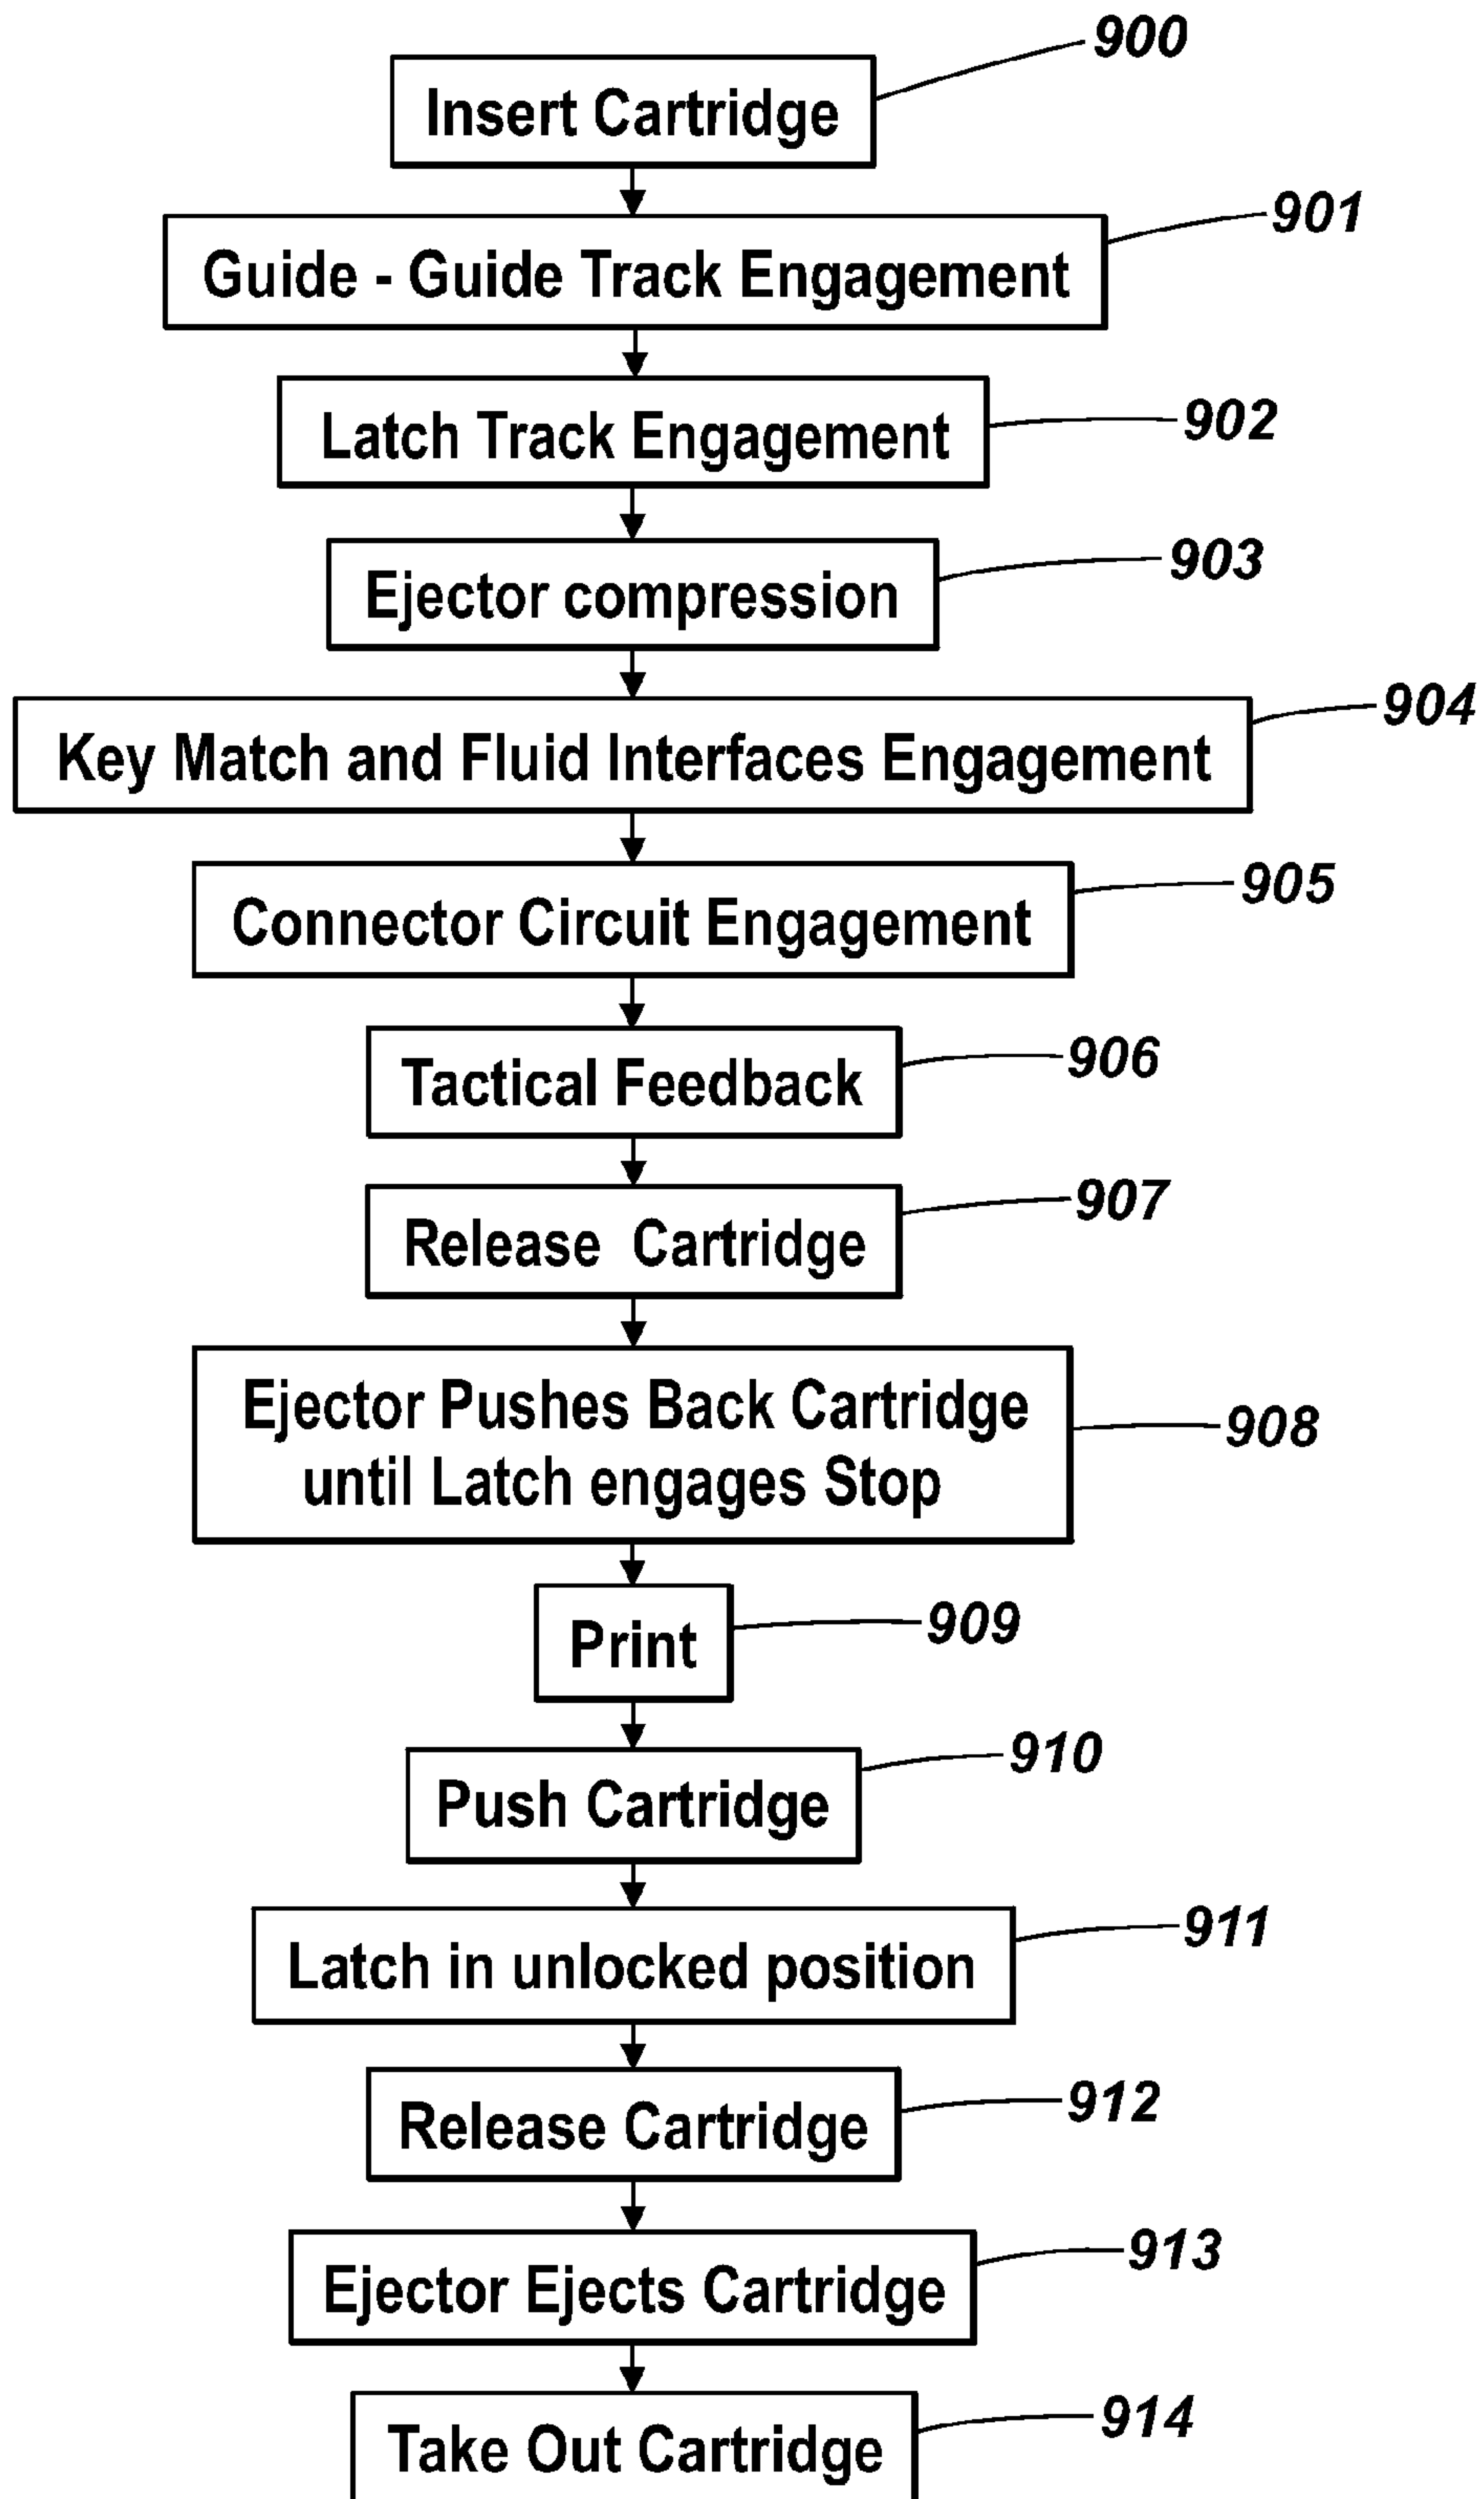 900
Insert Cartridge
901
Guide - Guide Track Engagement
902
Latch Track Engagement
903
Ejector compression
904
Key Match and Fluid Interfaces Engagement
905
Connector Circuit Engagement
906
Tactical Feedback
907
Release Cartridge
908
Ejector Pushes Back Cartridge
until Latch engages Stop
909
Print
910
Push Cartridge
911
Latch in unlocked position
912
Release Cartridge
913
Ejector Ejects Cartridge
914
Take Out Cartridge